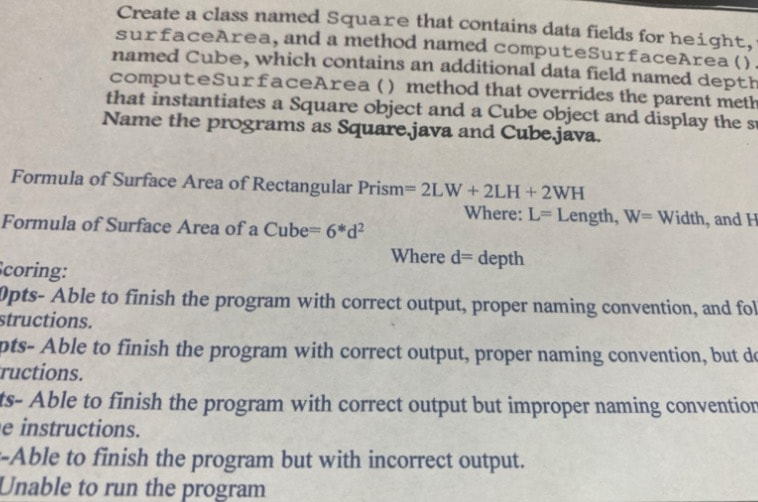 Create a class named Square that contains data fields for height,
surfaceArea, and a method named computeSurfaceArea().
named Cube, which contains an additional data field named depth
computeSurfaceArea() method that overrides the parent meth
that instantiates a Square object and a Cube object and display the
Name the programs as Square.java and Cube.java.
Formula of Surface Area of Rectangular Prism= 2LW + 2LH + 2WH
Where: L= Length, W= Width, and H
Formula of Surface Area of a Cube= 6*d²
Where d= depth
Scoring:
0pts- Able to finish the program with correct output, proper naming convention, and fol
structions.
pts- Able to finish the program with correct output, proper naming convention, but do
ructions.
ts- Able to finish the program with correct output but improper naming convention
e instructions.
-Able to finish the program but with incorrect output.
Unable to run the program